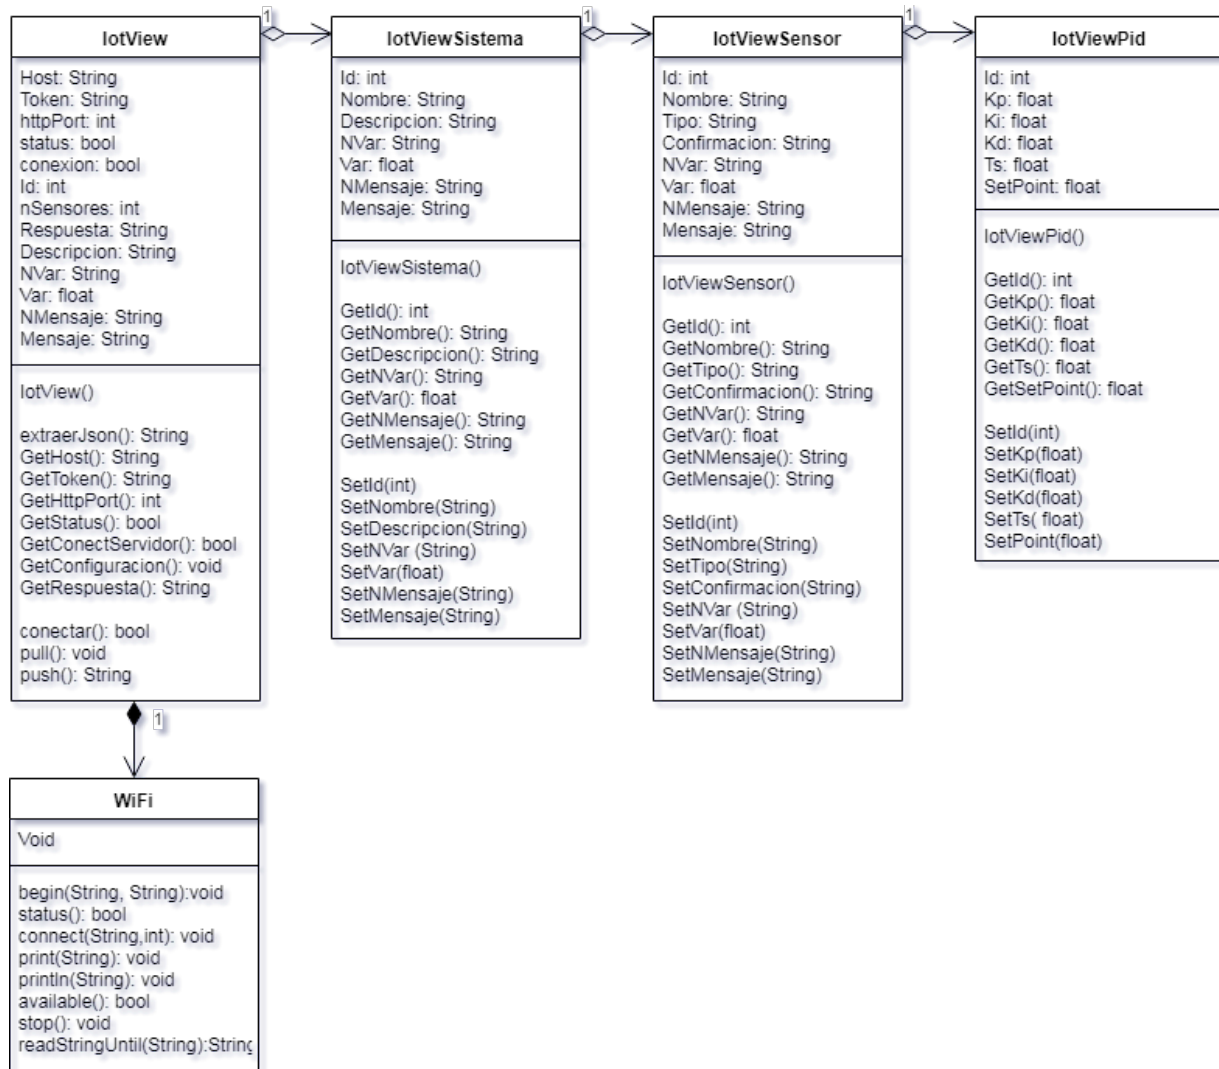 IotView
Host: String
Token: String
httpPort: int
status: bool
conexion: bool
Id: int
nSensores: int
Respuesta: String
Descripcion: String
NVar: String
Var: float
NMensaje: String
Mensaje: String
IotView()
extraerJson(): String
GetHost(): String
GetToken(): String
GetHttpPort(): int
GetStatus(): bool
GetConectServidor(): bool
GetConfiguracion(): void
GetRespuesta(): String
conectar(): bool
pull(): void
push(): String
1
IotViewSistema
Id: int
Nombre: String
Descripcion: String
NVar: String
Var: float
NMensaje: String
Mensaje: String
IotViewSistema()
GetId(): int
GetNombre(): String
GetDescripcion(): String
GetNVar(): String
GetVar(): float
GetNMensaje(): String
GetMensaje(): String
SetId(int)
SetNombre(String)
SetDescripcion(String)
SetNVar (String)
SetVar(float)
SetNMensaje(String)
SetMensaje(String)
1
IotViewSensor
Id: int
Nombre: String
Tipo: String
Confirmacion: String
NVar: String
Var: float
NMensaje: String
Mensaje: String
IotViewSensor()
GetId(): int
GetNombre(): String
GetTipo(): String
GetConfirmacion(): String
GetNVar(): String
GetVar(): float
GetNMensaje(): String
GetMensaje(): String
SetId(int)
SetNombre(String)
SetTipo(String)
SetConfirmacion(String)
SetNVar (String)
SetVar(float)
SetNMensaje(String)
SetMensaje(String)
1
IotViewPid
Id: int
Kp: float
Ki: float
Kd: float
Ts: float
SetPoint: float
IotViewPid()
GetId(): int
GetKp(): float
GetKi(): float
GetKd(): float
GetTs(): float
GetSetPoint(): float
SetId(int)
SetKp(float)
SetKi(float)
SetKd(float)
SetTs( float)
SetPoint(float)
1
WiFi
Void
begin(String, String):void
status(): bool
connect(String,int): void
print(String): void
println(String): void
available(): bool
stop(): void
readStringUntil(String):String